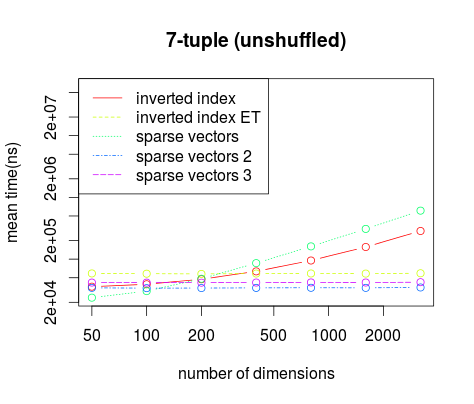 7-tuple (unshuffled)
mean time(ns)
2e+07
2e+06
2e+05
2e+04
inverted index
inverted index ET
sparse vectors
sparse vectors 2
sparse vectors 3
50 100 200 500 1000 2000
number of dimensions